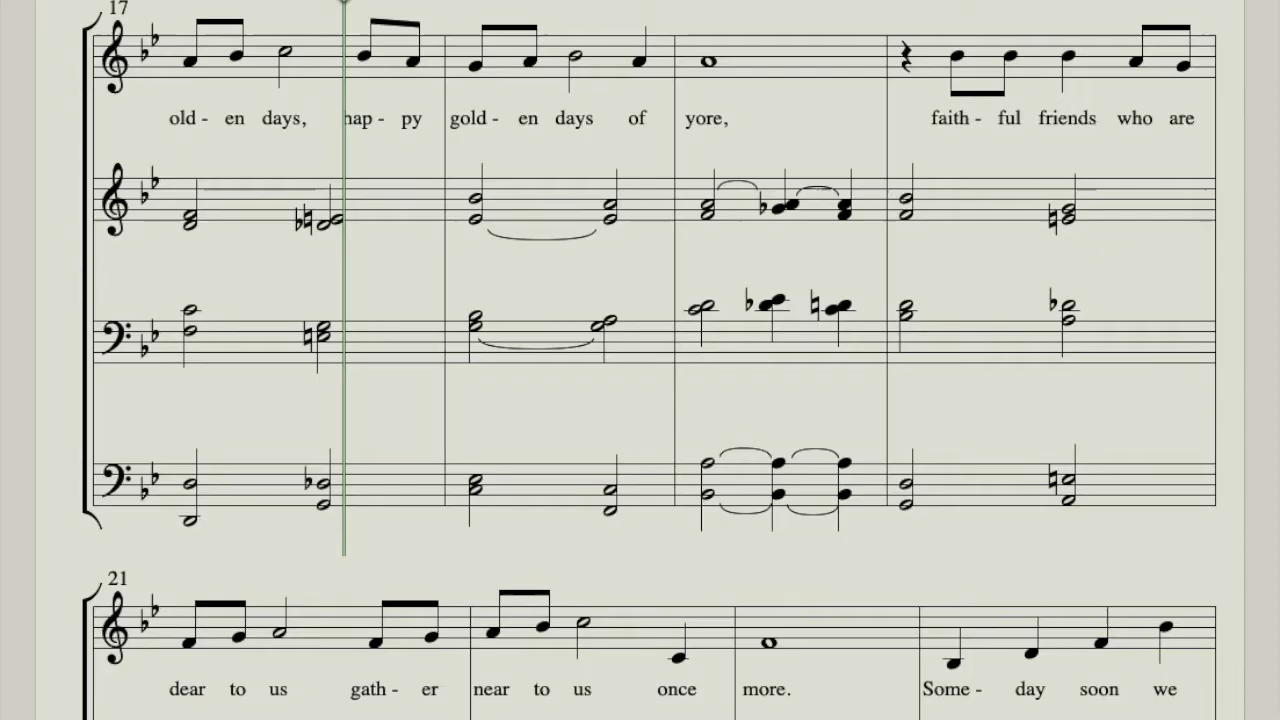 17
old - en days, hap - py gold - en days of yore, faith - ful friends who are
21
dear to us gath - er near to us once more. Some - day soon we